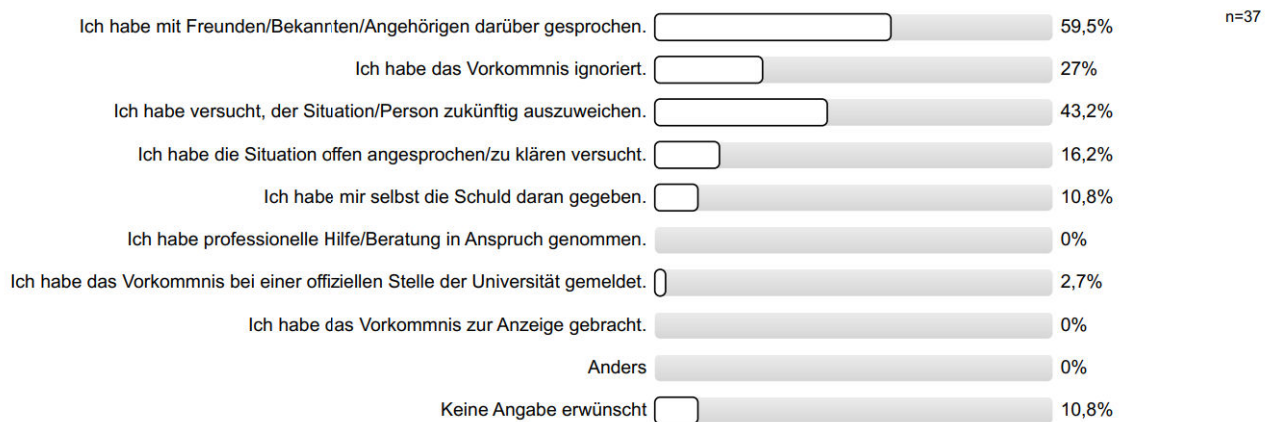 Ich habe mit Freunden/Bekannten/Angehörigen darüber gesprochen. 59,5% n=37
Ich habe das Vorkommnis ignoriert. 27%
Ich habe versucht, der Situation/Person zukünftig auszuweichen. 43,2%
Ich habe die Situation offen angesprochen/zu klären versucht. 16,2%
Ich habe mir selbst die Schuld daran gegeben. 10,8%
Ich habe professionelle Hilfe/Beratung in Anspruch genommen. 0%
Ich habe das Vorkommnis bei einer offiziellen Stelle der Universität gemeldet. 2,7%
Ich habe das Vorkommnis zur Anzeige gebracht. 0%
Anders 0%
Keine Angabe erwünscht 10,8%